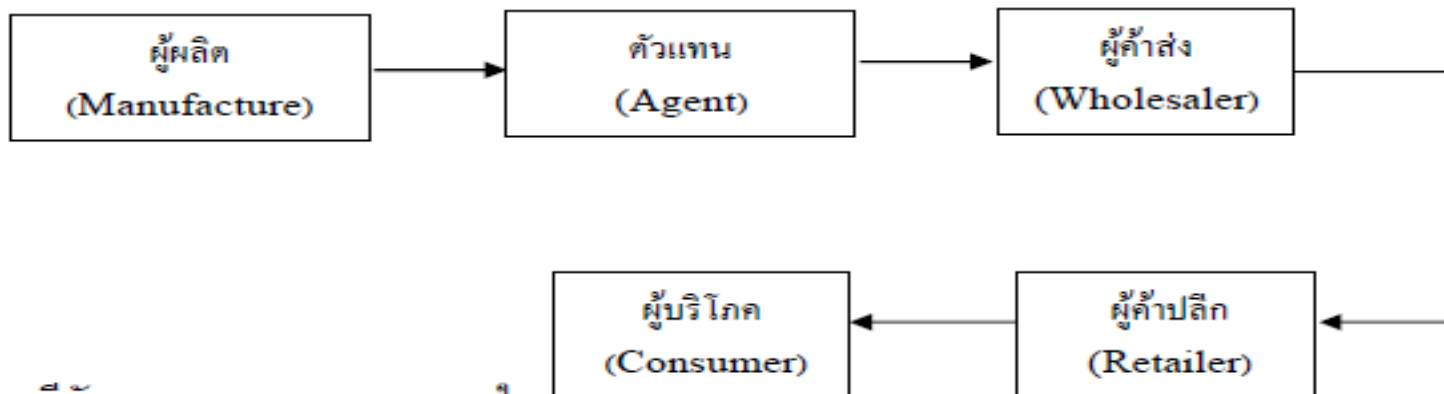 ผู้ผลิต
(Manufacture)
ตัวแทน
(Agent)
ผู้ค้าส่ง
(Wholesaler)
ผู้บริโภค
(Consumer)
ผู้ค้าปลีก
(Retailer)